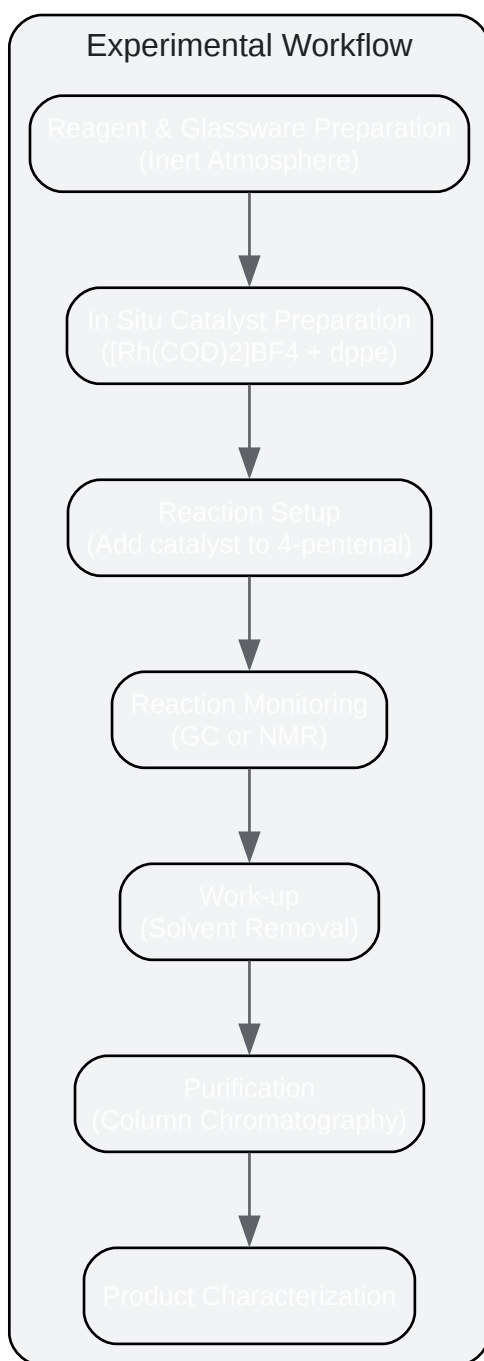 Experimental Workflow
Reagent & Glassware Preparation
(Inert Atmosphere)
In Situ Catalyst Preparation
([Rh(COD)2]BF4 + dppe)
Reaction Setup
(Add catalyst to 4-pentenal)
Reaction Monitoring
(GC or NMR)
Work-up
(Solvent Removal)
Purification
(Column Chromatography)
Product Characterization